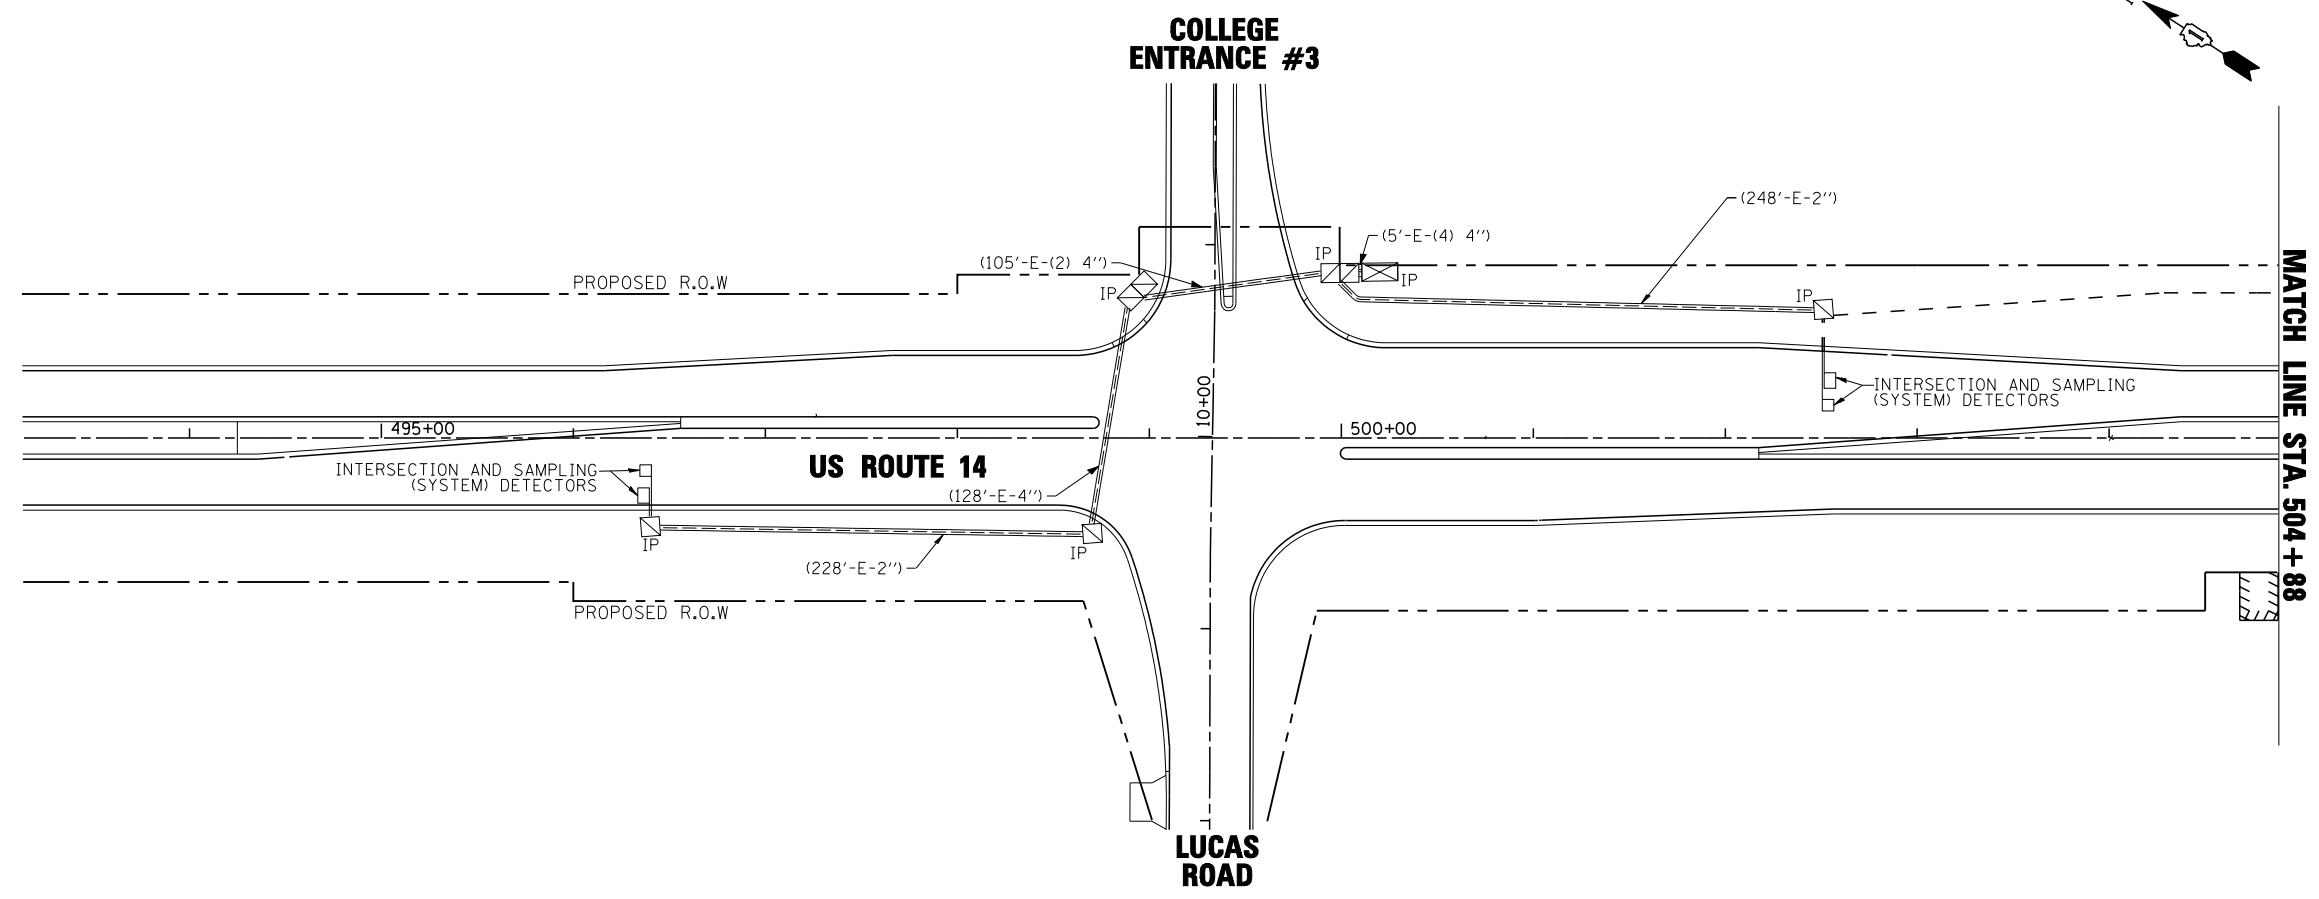 COLLEGE
ENTRANCE #3
(248'-E-2'')
(5'-E-(4) 4'')
IP
(105'-E-(2) 4'')
IP
PROPOSED R.O.W
IP
IP
10+00
INTERSECTION AND SAMPLING
(SYSTEM) DETECTORS
495+00
500+00
US ROUTE 14
INTERSECTION AND SAMPLING
(SYSTEM) DETECTORS
(128'-E-4'')
IP
IP
(228'-E-2'')
PROPOSED R.O.W
LUCAS
ROAD
MATCH LINE STA. 504+88